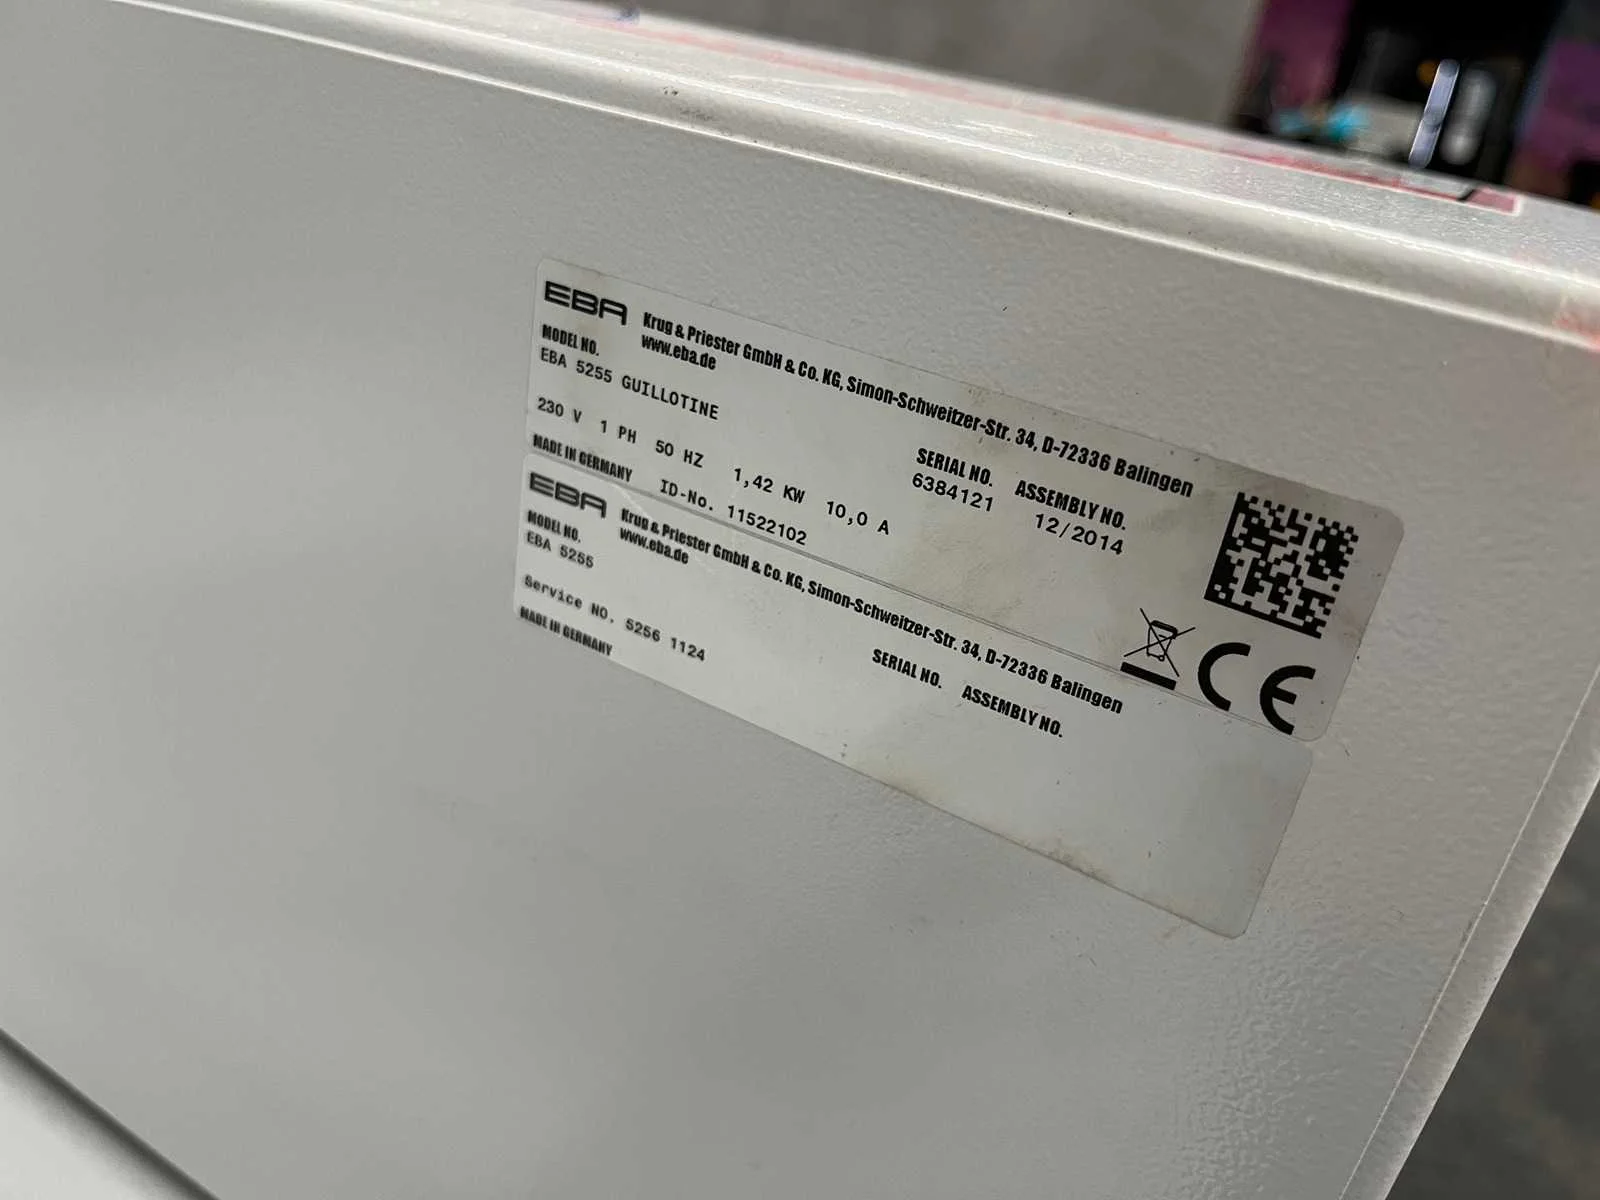 EBA
Krug & Priester GmbH & Co. KG, Simon-Schweitzer-Str. 34, D-72336 Balingen
www.eba.de
MODEL NO.
EBA 5255 GUILLOTINE
SERIAL NO. ASSEMBLY NO.
6384121 12/2014
230 V 1 PH 50 HZ 1,42 KW 10,0 A
MADE IN GERMANY ID-No. 11522102
CE
EBA
Krug & Priester GmbH & Co. KG, Simon-Schweitzer-Str. 34, D-72336 Balingen
www.eba.de
MODEL NO.
EBA 5255
SERIAL NO. ASSEMBLY NO.
Service NO. 5256 1124
MADE IN GERMANY